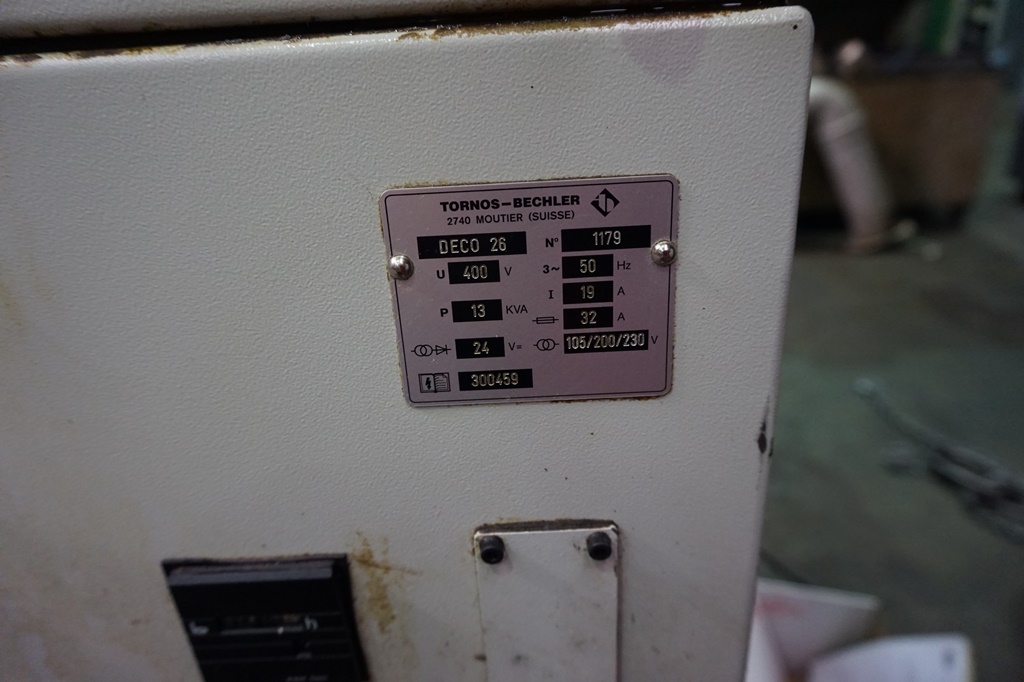 TORNOS-BECHLER
2740 MOUTIER (SUISSE)
DECO 26 N° 1179
U 400 V 3~ 50 Hz
I 19 A
P 13 KVA 32 A
24 V= 105/200/230 V
300459
h